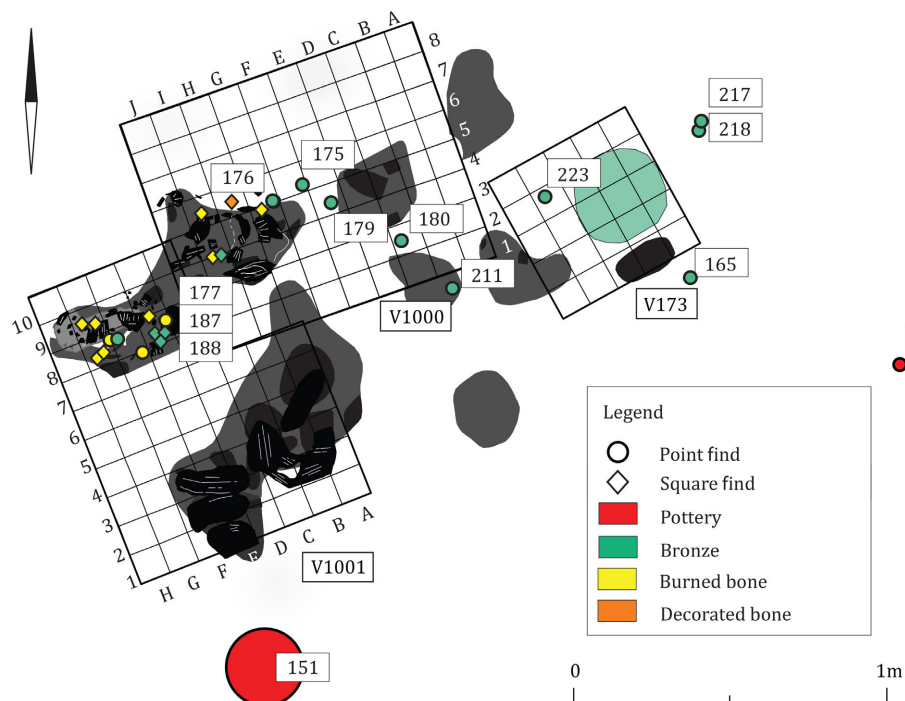 J I H G F E D C B A
8
7
6
5
4
3
2
1
217
218
175
176
223
179
180
211
165
V1000
V173
177
187
188
10
9
8
7
6
5
4
3
2
1
H G F E D C B A
V1001
151
Legend
Point find
Square find
Pottery
Bronze
Burned bone
Decorated bone
0 1m